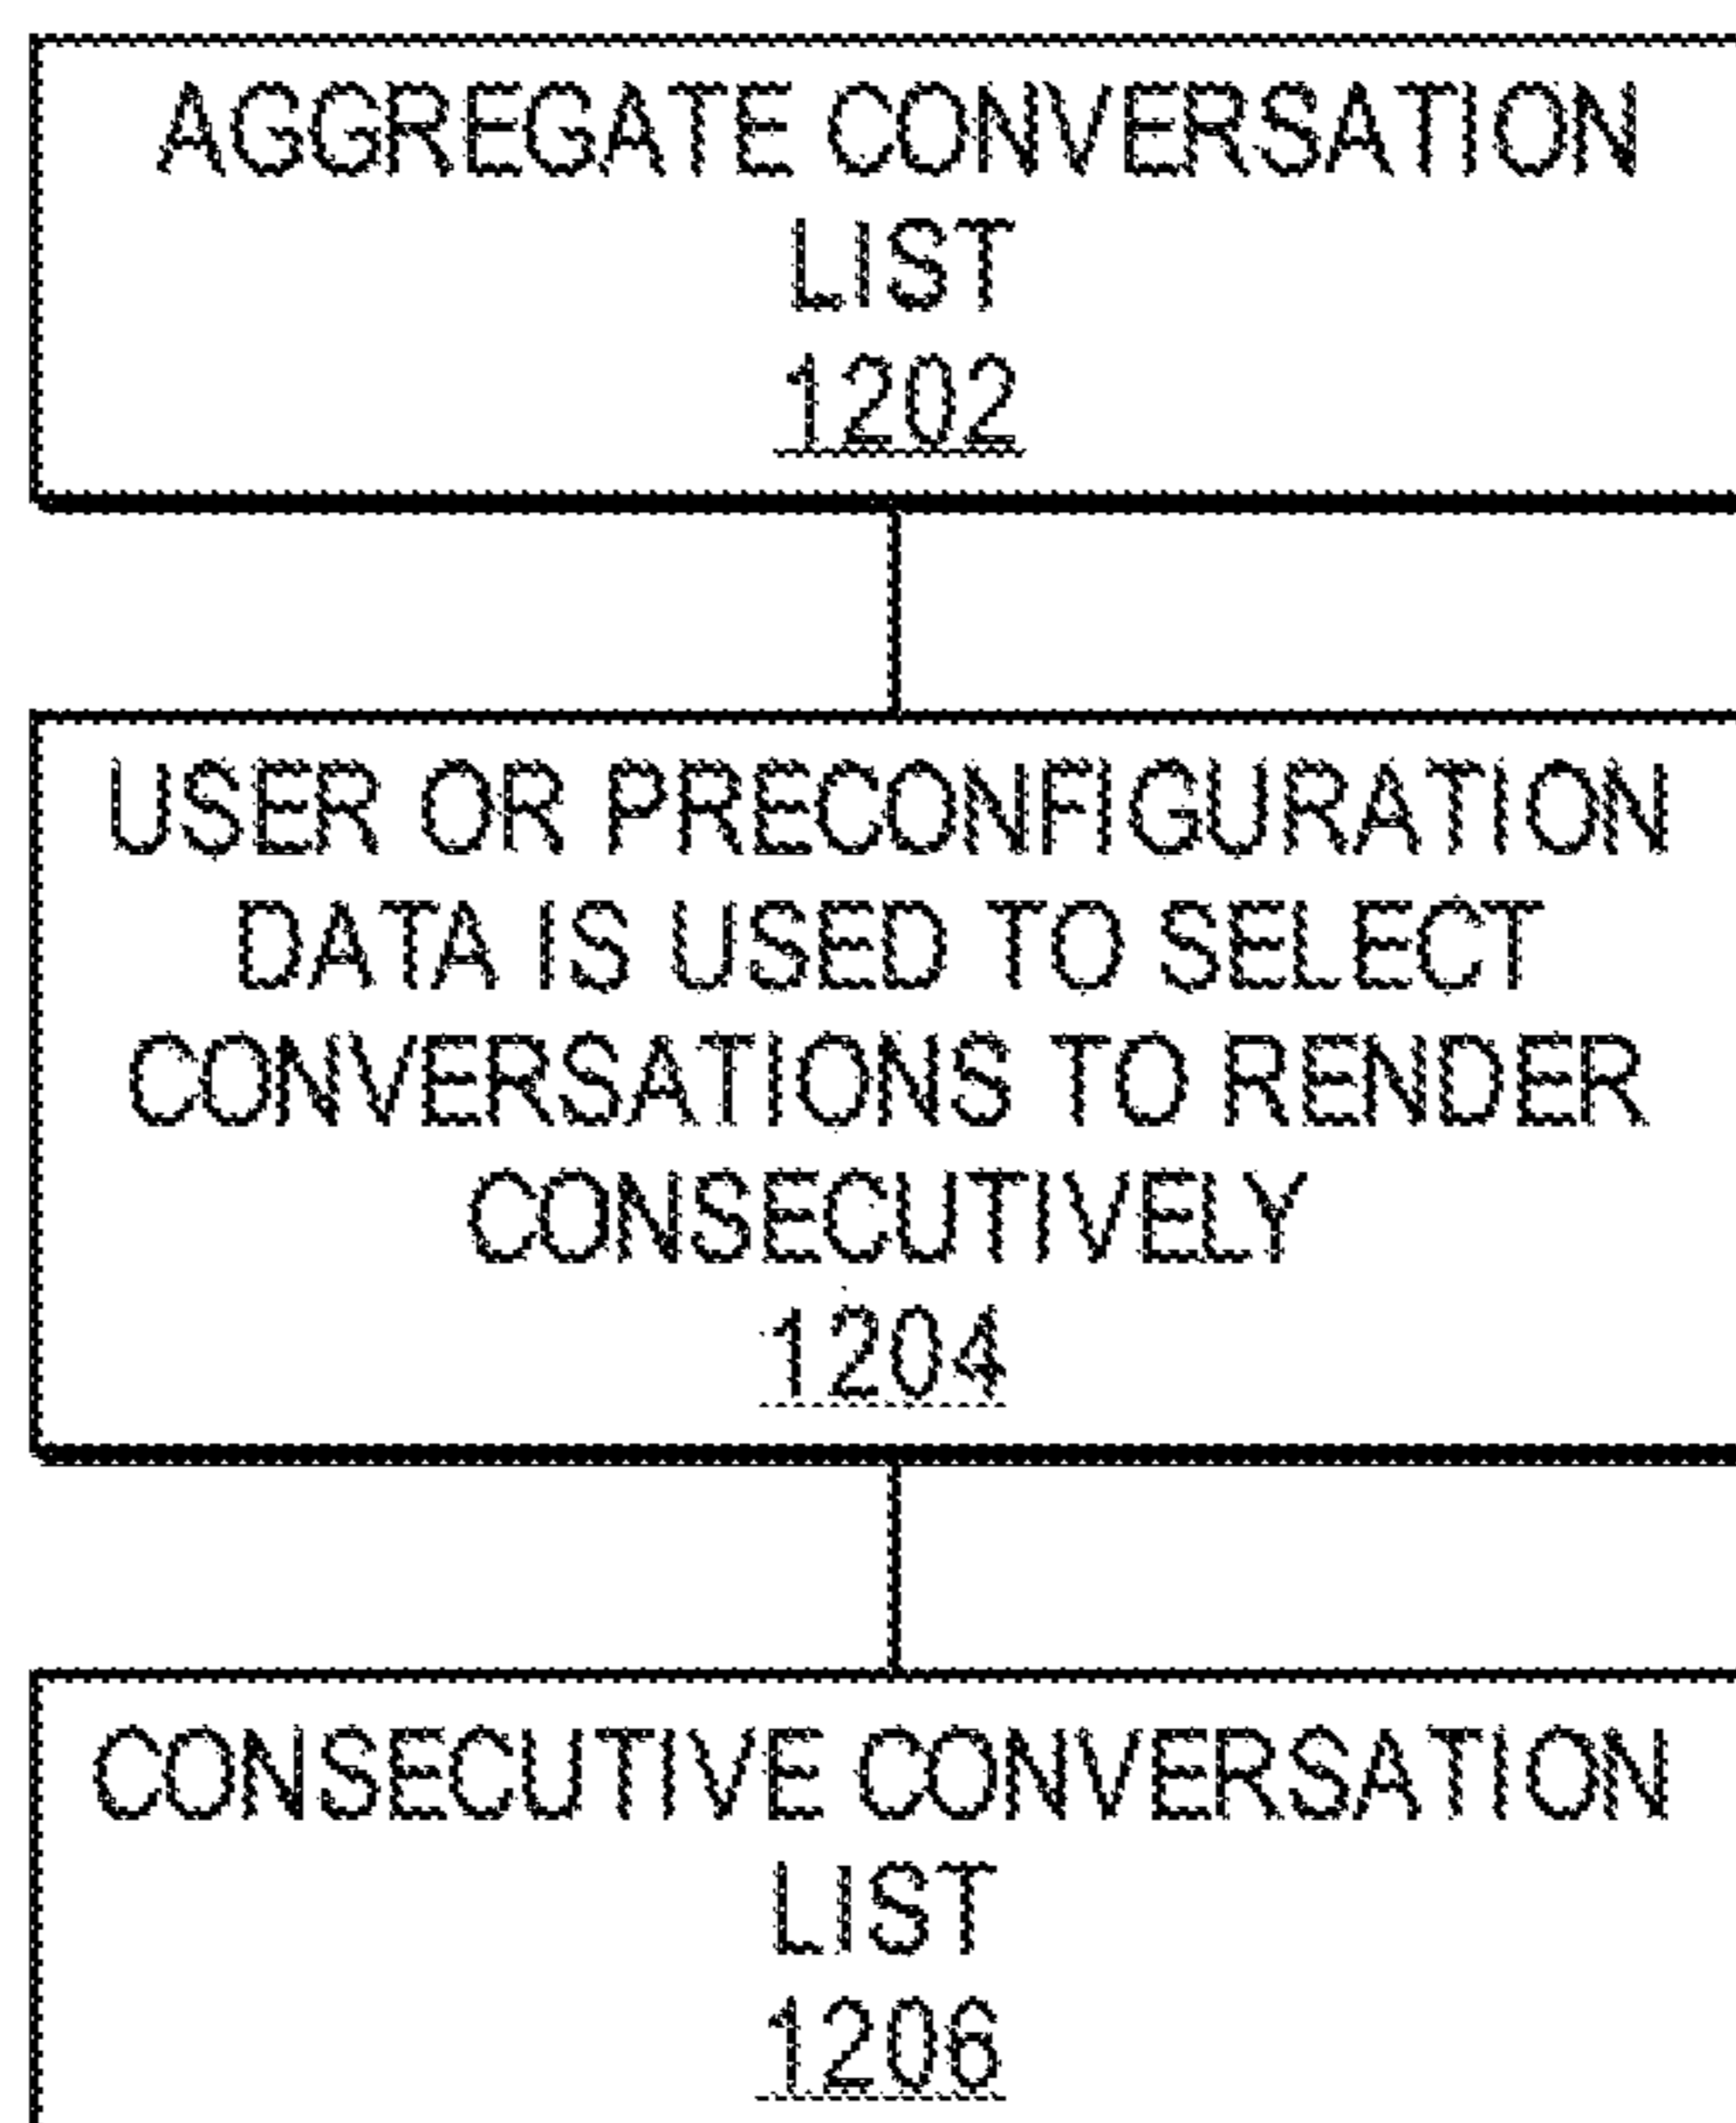 AGGREGATE CONVERSATION
LIST
1202
USER OR PRECONFIGURATION
DATA IS USED TO SELECT
CONVERSATIONS TO RENDER
CONSECUTIVELY
1204
CONSECUTIVE CONVERSATION
LIST
1206